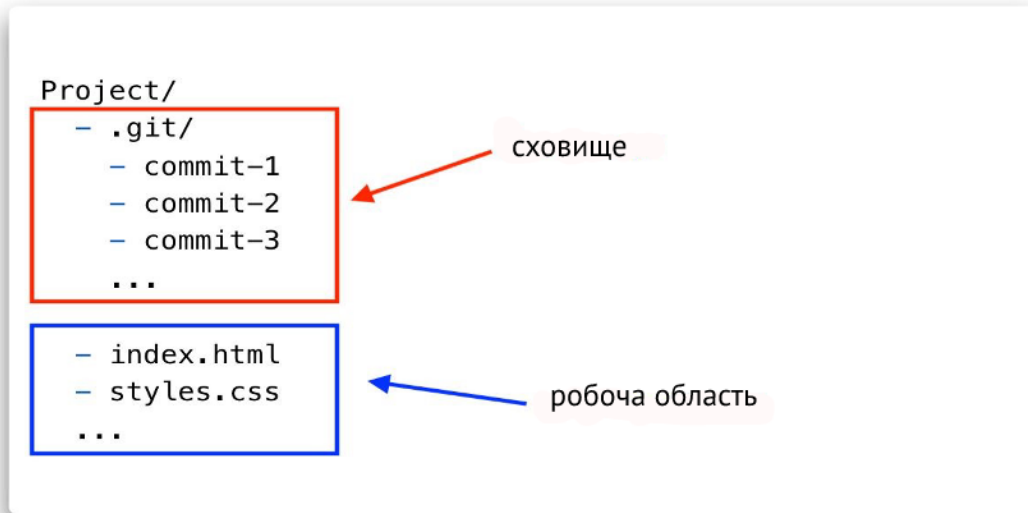 Project/
– .git/
– commit–1
– commit–2
– commit–3
...
сховище
– index.html
– styles.css
...
робоча область